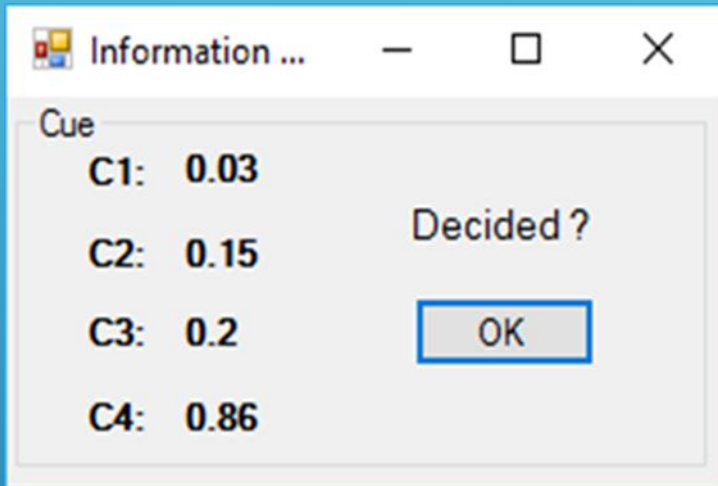 Information ...
Cue
C1: 0.03
C2: 0.15
Decided ?
C3: 0.2
OK
C4: 0.86